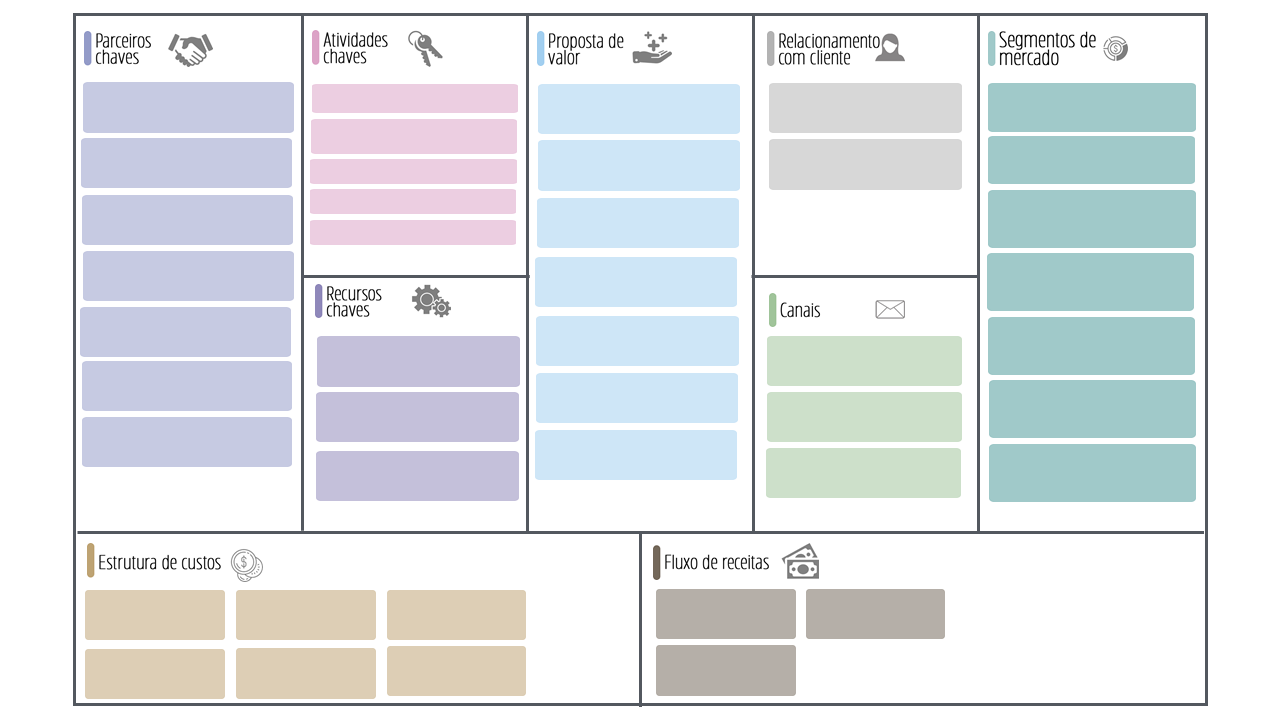 Parceiros
chaves
Atividades
chaves
Proposta de
valor
Relacionamento
com cliente
Segmentos de
mercado
Recursos
chaves
Canais
Estrutura de custos
Fluxo de receitas